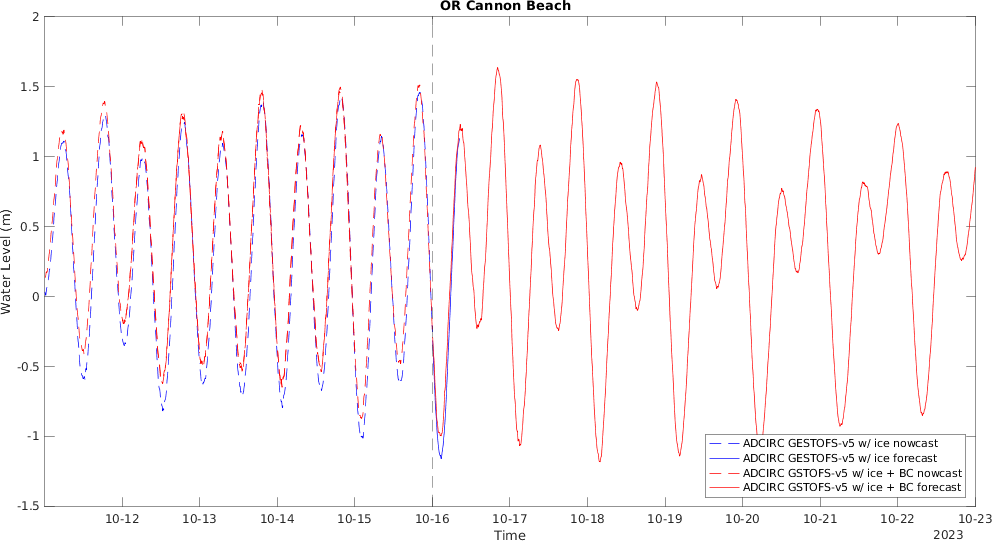 OR Cannon Beach
2
1.5
1
0.5
0
-0.5
-1
-1.5
Water Level (m)
ADCIRC GESTOFS-v5 w/ ice nowcast
ADCIRC GESTOFS-v5 w/ ice forecast
ADCIRC GSTOFS-v5 w/ ice + BC nowcast
ADCIRC GSTOFS-v5 w/ ice + BC forecast
10-12 10-13 10-14 10-15 10-16 10-17 10-18 10-19 10-20 10-21 10-22 10-23
Time
2023